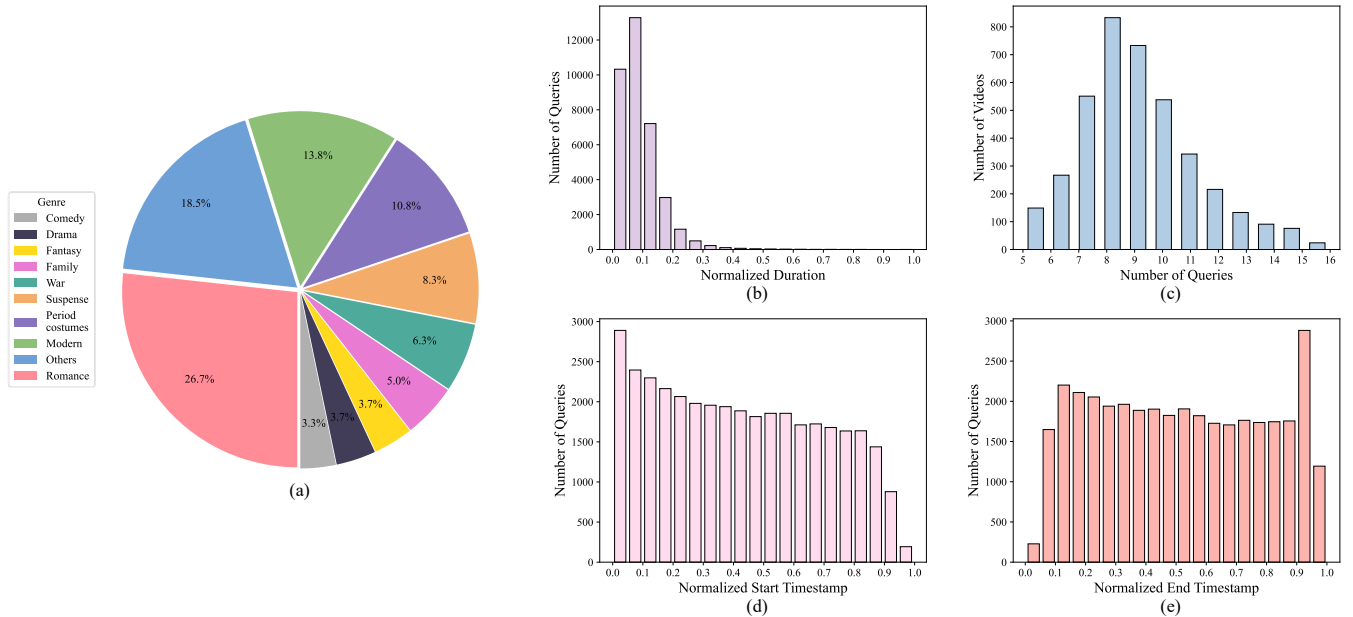 Genre
Comedy
Drama
Fantasy
Family
War
Suspense
Period
costumes
Modern
Others
Romance
13.8%
10.8%
18.5%
8.3%
6.3%
26.7%
5.0%
3.7%
3.7%
3.3%
(a)
Number of Queries
12000
10000
8000
6000
4000
2000
0
0.0 0.1 0.2 0.3 0.4 0.5 0.6 0.7 0.8 0.9 1.0
Normalized Duration
(b)
Number of Videos
800
700
600
500
400
300
200
100
0
5 6 7 8 9 10 11 12 13 14 15 16
Number of Queries
(c)
Number of Queries
3000
2500
2000
1500
1000
500
0
0.0 0.1 0.2 0.3 0.4 0.5 0.6 0.7 0.8 0.9 1.0
Normalized Start Timestamp
(d)
Number of Queries
3000
2500
2000
1500
1000
500
0
0.0 0.1 0.2 0.3 0.4 0.5 0.6 0.7 0.8 0.9 1.0
Normalized End Timestamp
(e)